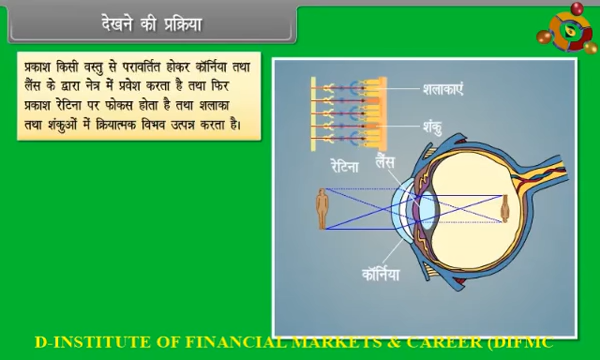 देखने की प्रक्रिया
प्रकाश किसी वस्तु से परावर्तित होकर कॉर्निया तथा
लैंस के द्वारा नेत्र में प्रवेश करता है तथा फिर
प्रकाश रेटिना पर फोकस होता है तथा शलाका
तथा शंकुओं में क्रियात्मक विभव उत्पन्न करता है।
शलाकाएं
शंकु
रेटिना
लैंस
कॉर्निया
D-INSTITUTE OF FINANCIAL MARKETS & CAREER (DIFMC